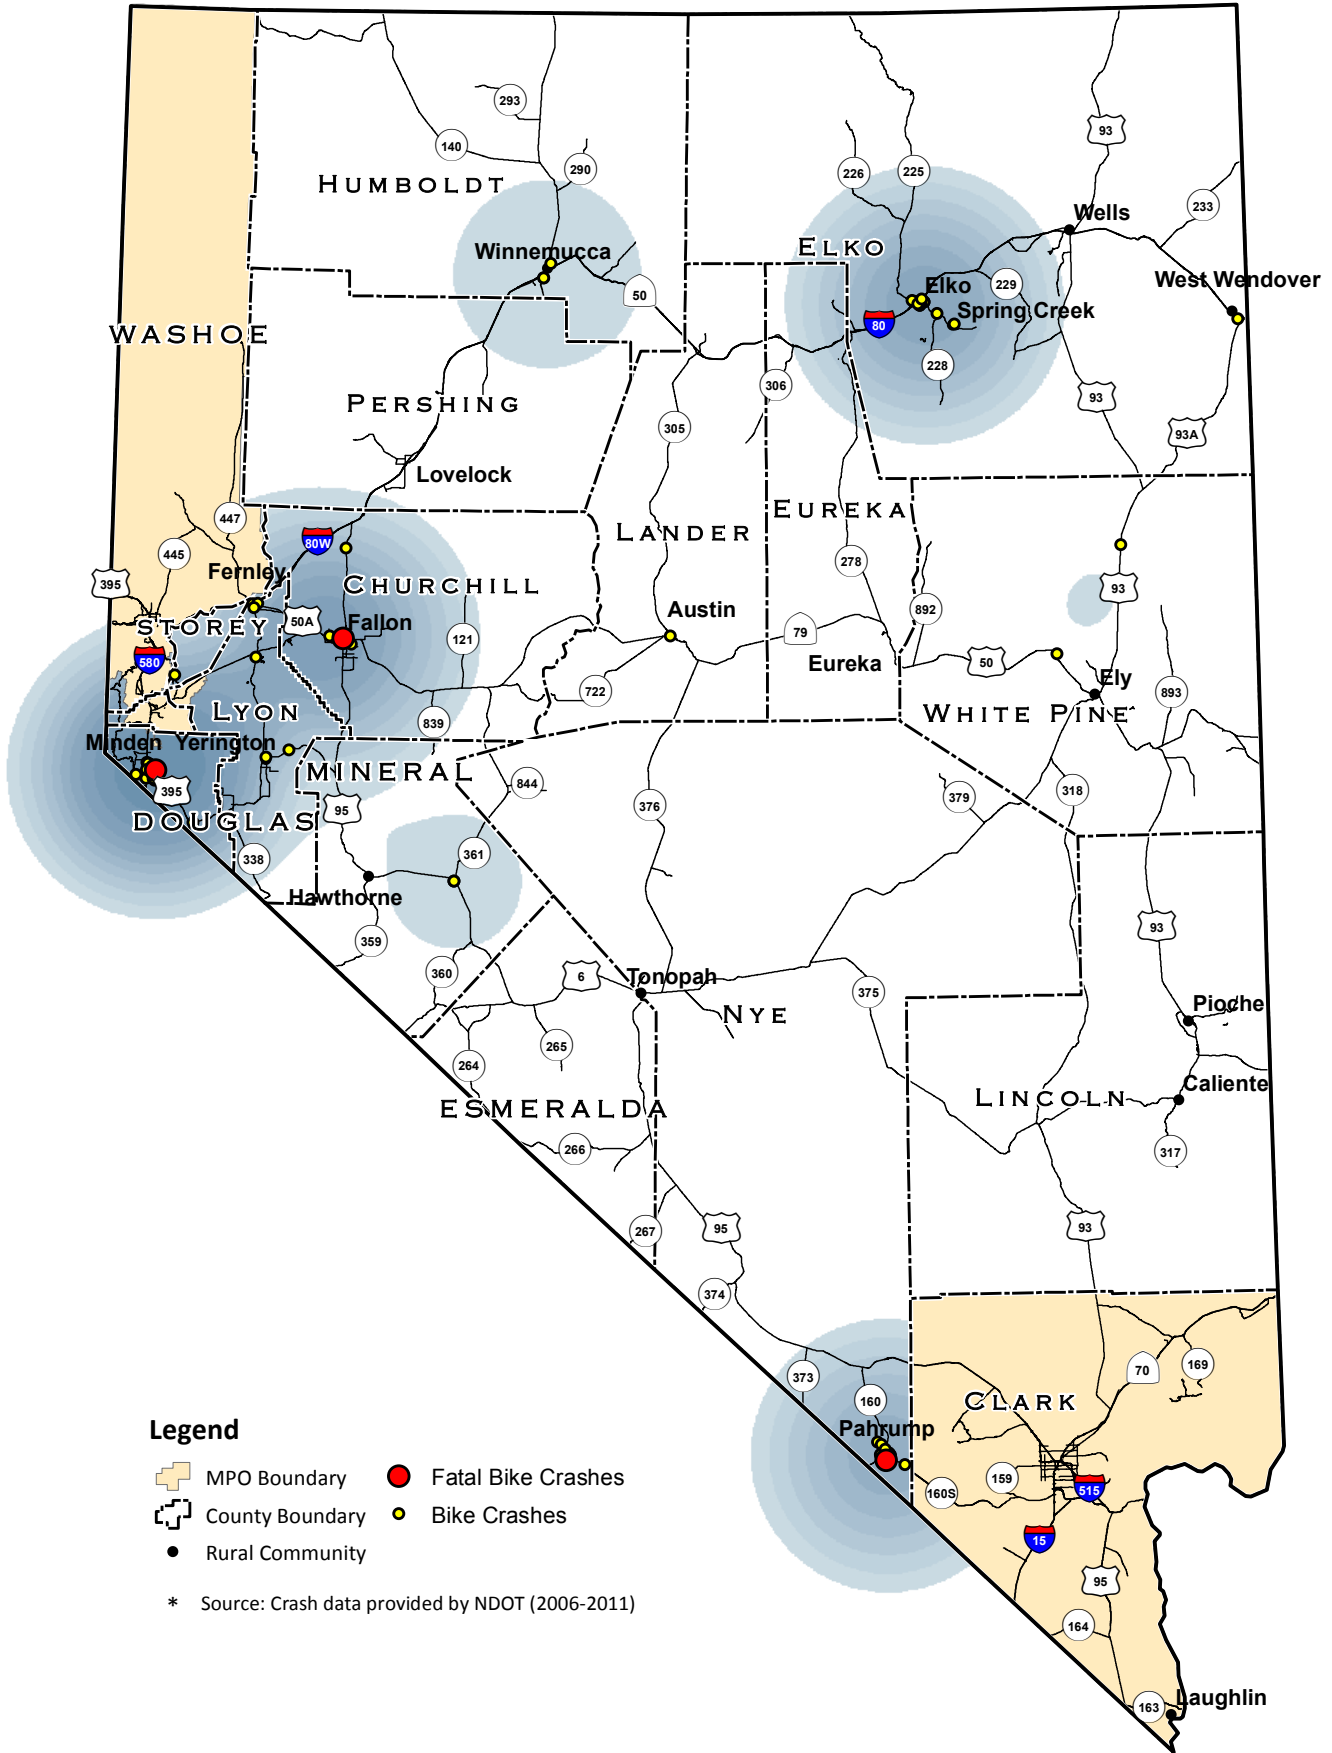 93
293
140
290
226
225
HUMBOLDT
233
Wells
ELKO
Winnemucca
West Wendover
229
Elko
50
Spring Creek
80
WASHOE
228
306
93
PERSHING
305
93A
Lovelock
EUREKA
447
LANDER
80W
445
278
Fernley
395
CHURCHILL
93
892
Austin
50A
Fallon
STOREY
79
121
580
Eureka
50
Ely
722
893
LYON
839
WHITE PINE
Minden
Yerington
MINERAL
844
395
318
379
376
95
DOUGLAS
361
338
Hawthorne
93
359
360
6
Tonopah
375
Pioche
NYE
265
264
Caliente
LINCOLN
ESMERALDA
266
317
267
95
93
374
169
70
373
160
CLARK
Pahrump
159
160S
515
15
95
164
163
Laughlin
Legend
MPO Boundary
Fatal Bike Crashes
County Boundary
Bike Crashes
Rural Community
* Source: Crash data provided by NDOT (2006-2011)